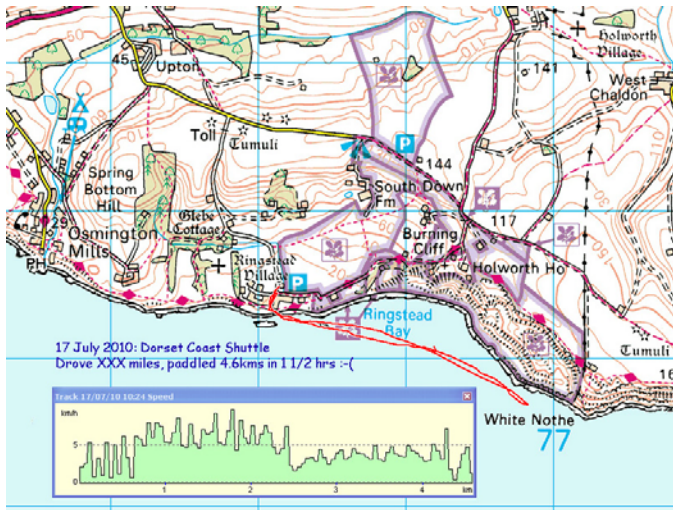 Holworth
Village
45
Upton
141
West
Chaldon
Toll
Tumuli
P
144
Spring
Bottom
Hill
South Down
Fm
Glebe
Cottage
117
29
Osmington
Mills
Burning
Cliff
PH
Ringstead
Village
P
Holworth Ho
Ringstead
Bay
17 July 2010: Dorset Coast Shuttle
Drove XXX miles, paddled 4.6kms in 1 1/2 hrs :-(
Tumuli
Track 17/07/10 10:24 Speed
km/h
5
0
1
2
3
4
km
White Nothe
77